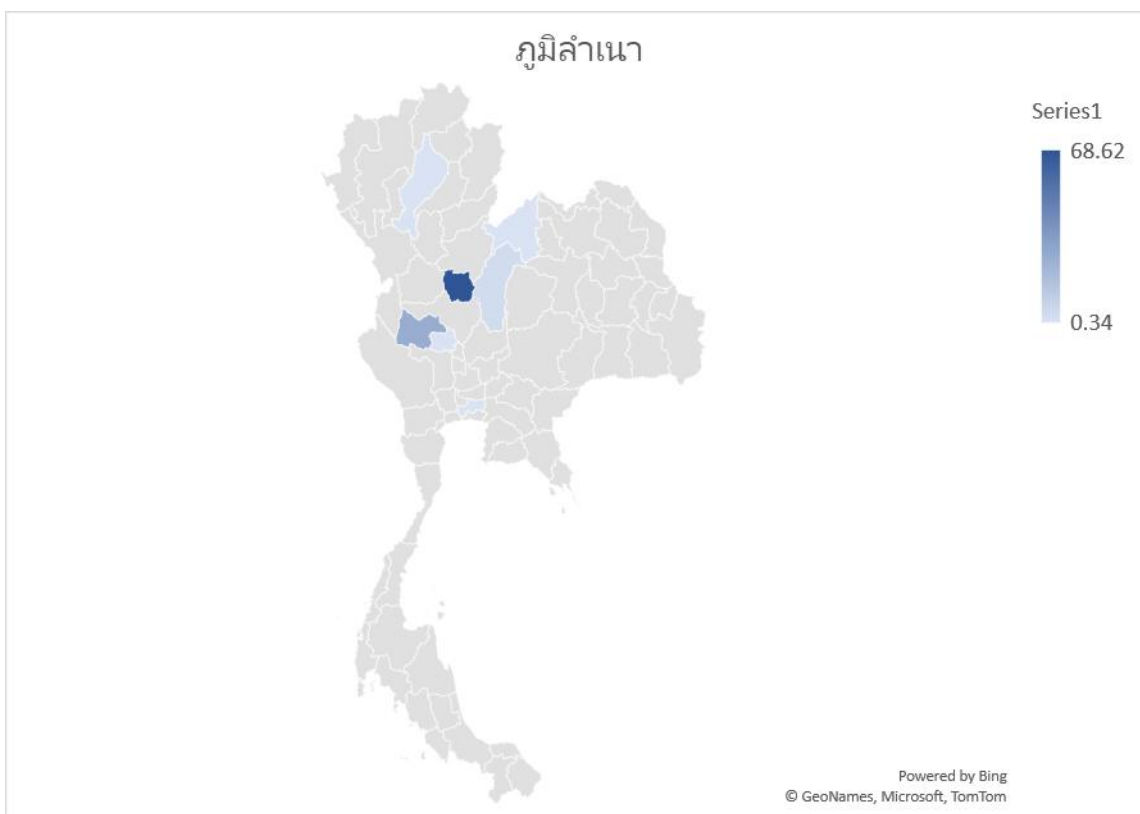 ภูมิลำเนา
Series1
68.62
0.34
Powered by Bing
© GeoNames, Microsoft, TomTom